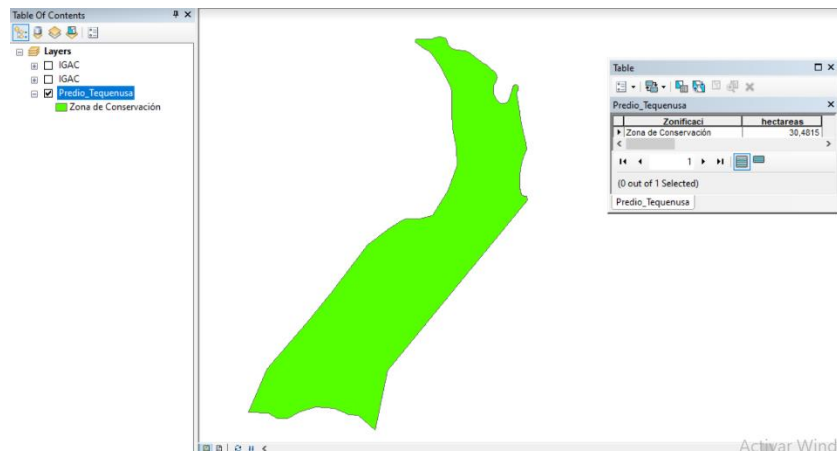 Table Of Contents
Layers
IGAC
IGAC
Predio_Tequenusa
Zona de Conservación
Table
Predio_Tequenusa
Zonificaci hectareas
Zona de Conservación 30,4815
1
(0 out of 1 Selected)
Predio_Tequenusa
Activar Wind